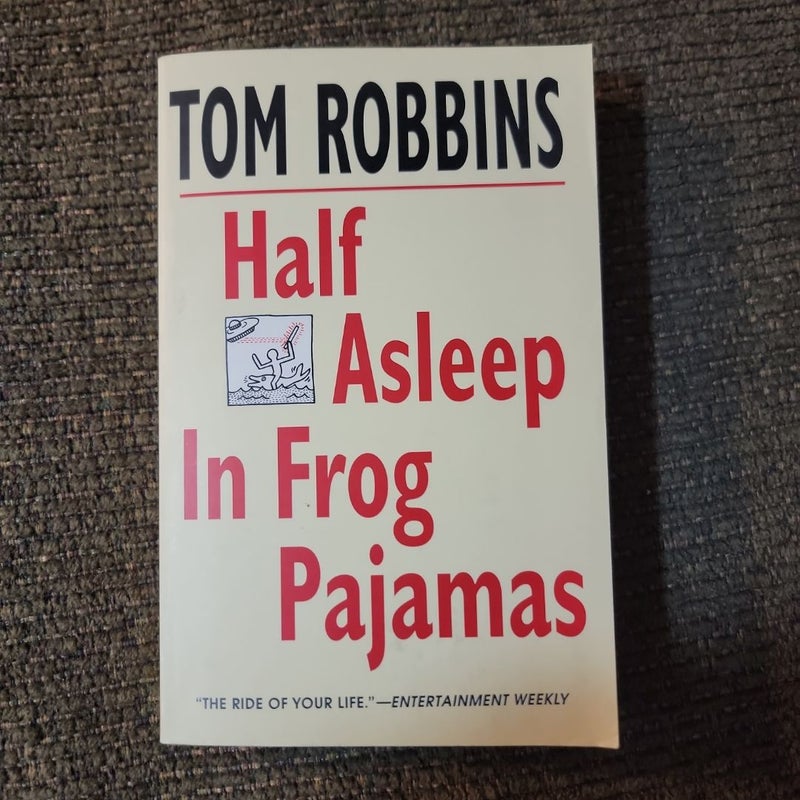 TOM ROBBINS
Half
Asleep
In Frog
Pajamas
“THE RIDE OF YOUR LIFE.”—ENTERTAINMENT WEEKLY